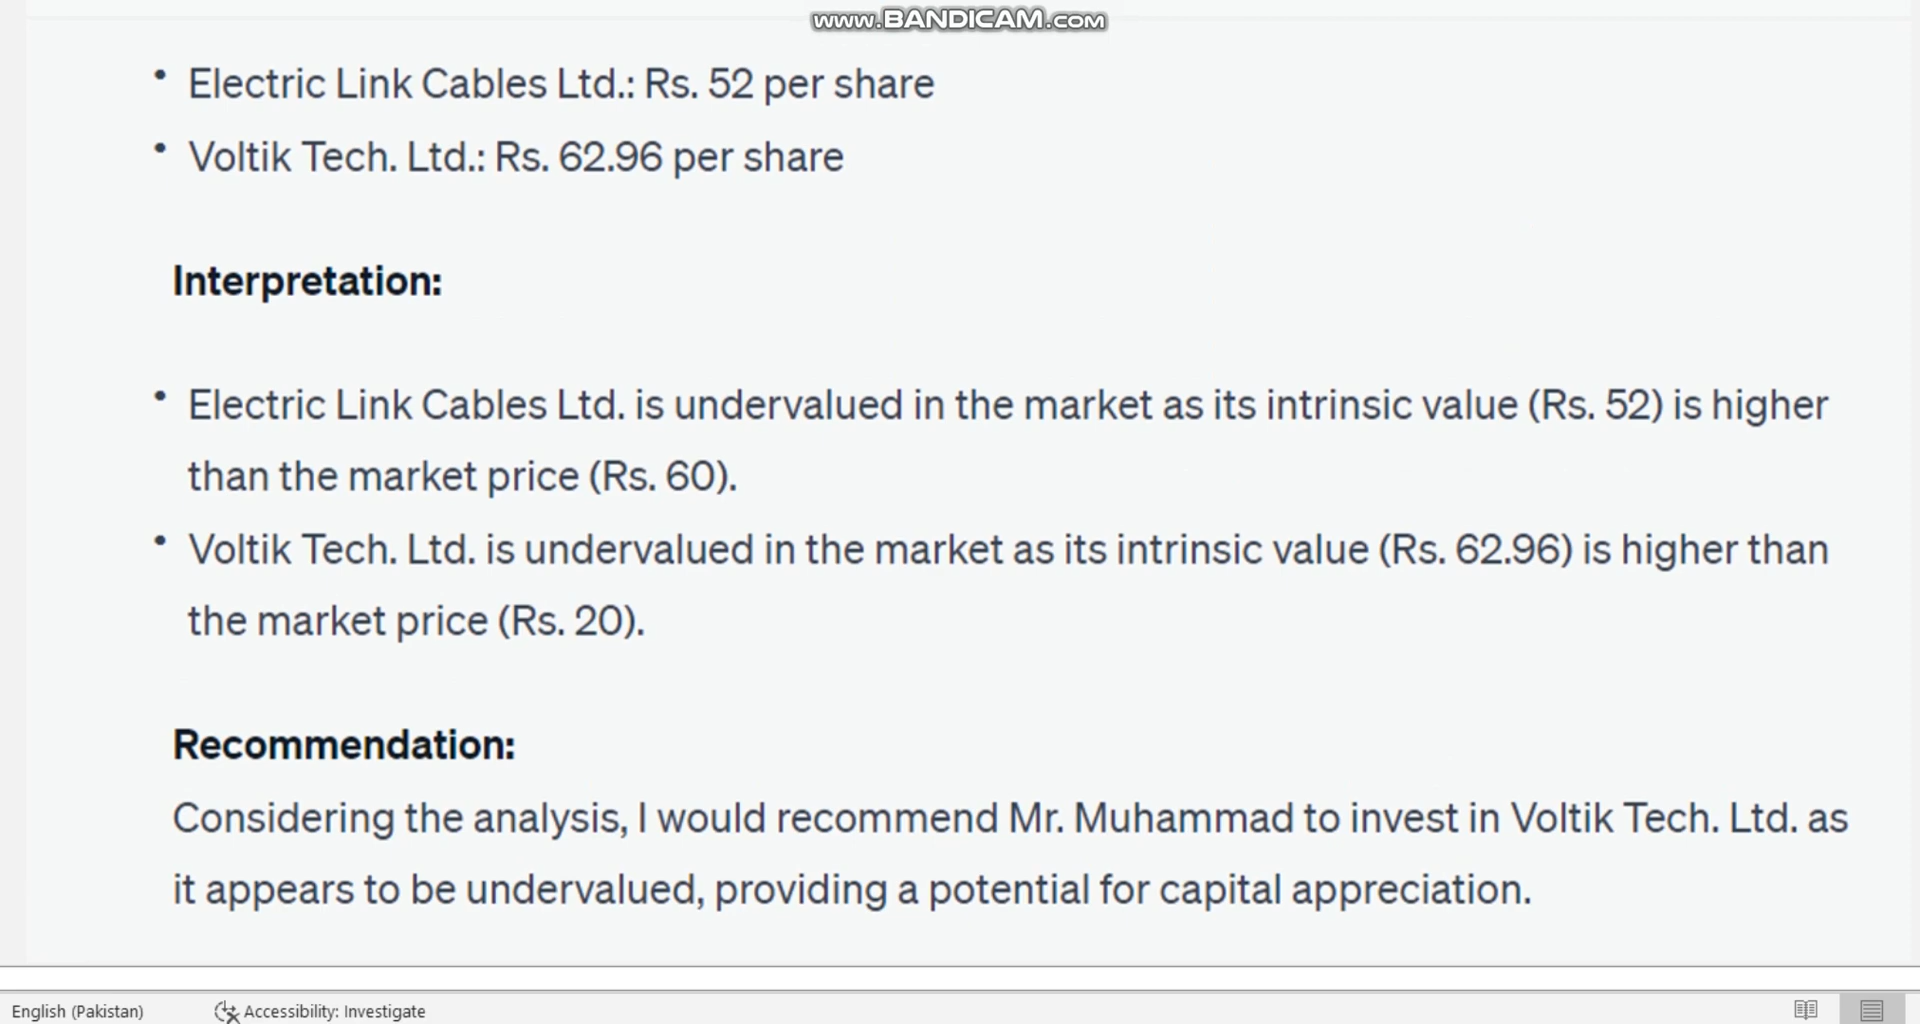 www.BANDICAM.com
• Electric Link Cables Ltd.: Rs. 52 per share
• Voltik Tech. Ltd.: Rs. 62.96 per share
Interpretation:
• Electric Link Cables Ltd. is undervalued in the market as its intrinsic value (Rs. 52) is higher
than the market price (Rs. 60).
• Voltik Tech. Ltd. is undervalued in the market as its intrinsic value (Rs. 62.96) is higher than
the market price (Rs. 20).
Recommendation:
Considering the analysis, I would recommend Mr. Muhammad to invest in Voltik Tech. Ltd. as
it appears to be undervalued, providing a potential for capital appreciation.
English (Pakistan) Accessibility: Investigate